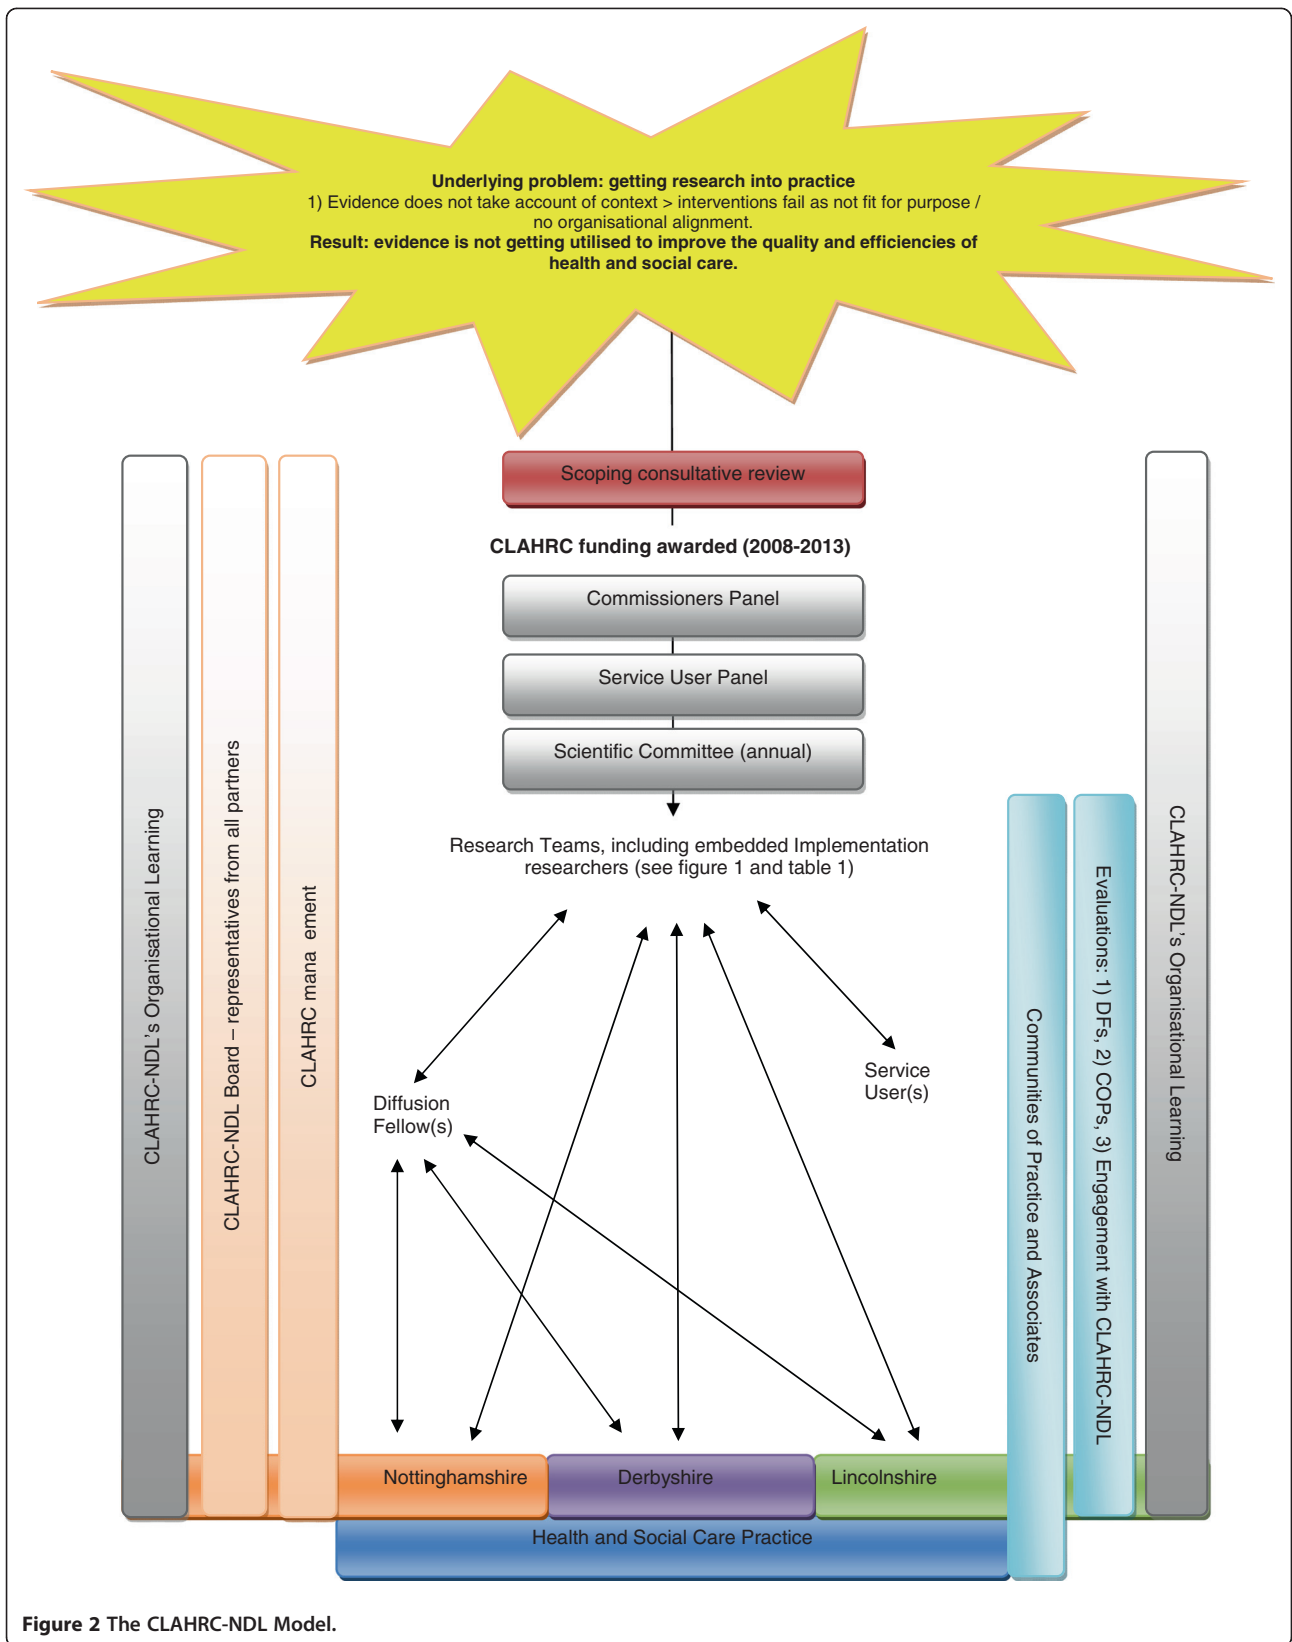 Underlying problem: getting research into practice
1) Evidence does not take account of context > interventions fail as not fit for purpose /
no organisational alignment.
Result: evidence is not getting utilised to improve the quality and efficiencies of
health and social care.
Scoping consultative review
CLAHRC funding awarded (2008-2013)
Commissioners Panel
Service User Panel
Scientific Committee (annual)
Research Teams, including embedded Implementation
researchers (see figure 1 and table 1)
CLAHRC-NDL's Organisational Learning
CLAHRC-NDL Board – representatives from all partners
CLAHRC mana ement
Diffusion
Fellow(s)
Service
User(s)
Communities of Practice and Associates
Evaluations: 1) DFs, 2) COPs, 3) Engagement with CLAHRC-NDL
CLAHRC-NDL's Organisational Learning
Nottinghamshire
Derbyshire
Lincolnshire
Health and Social Care Practice
Figure 2 The CLAHRC-NDL Model.